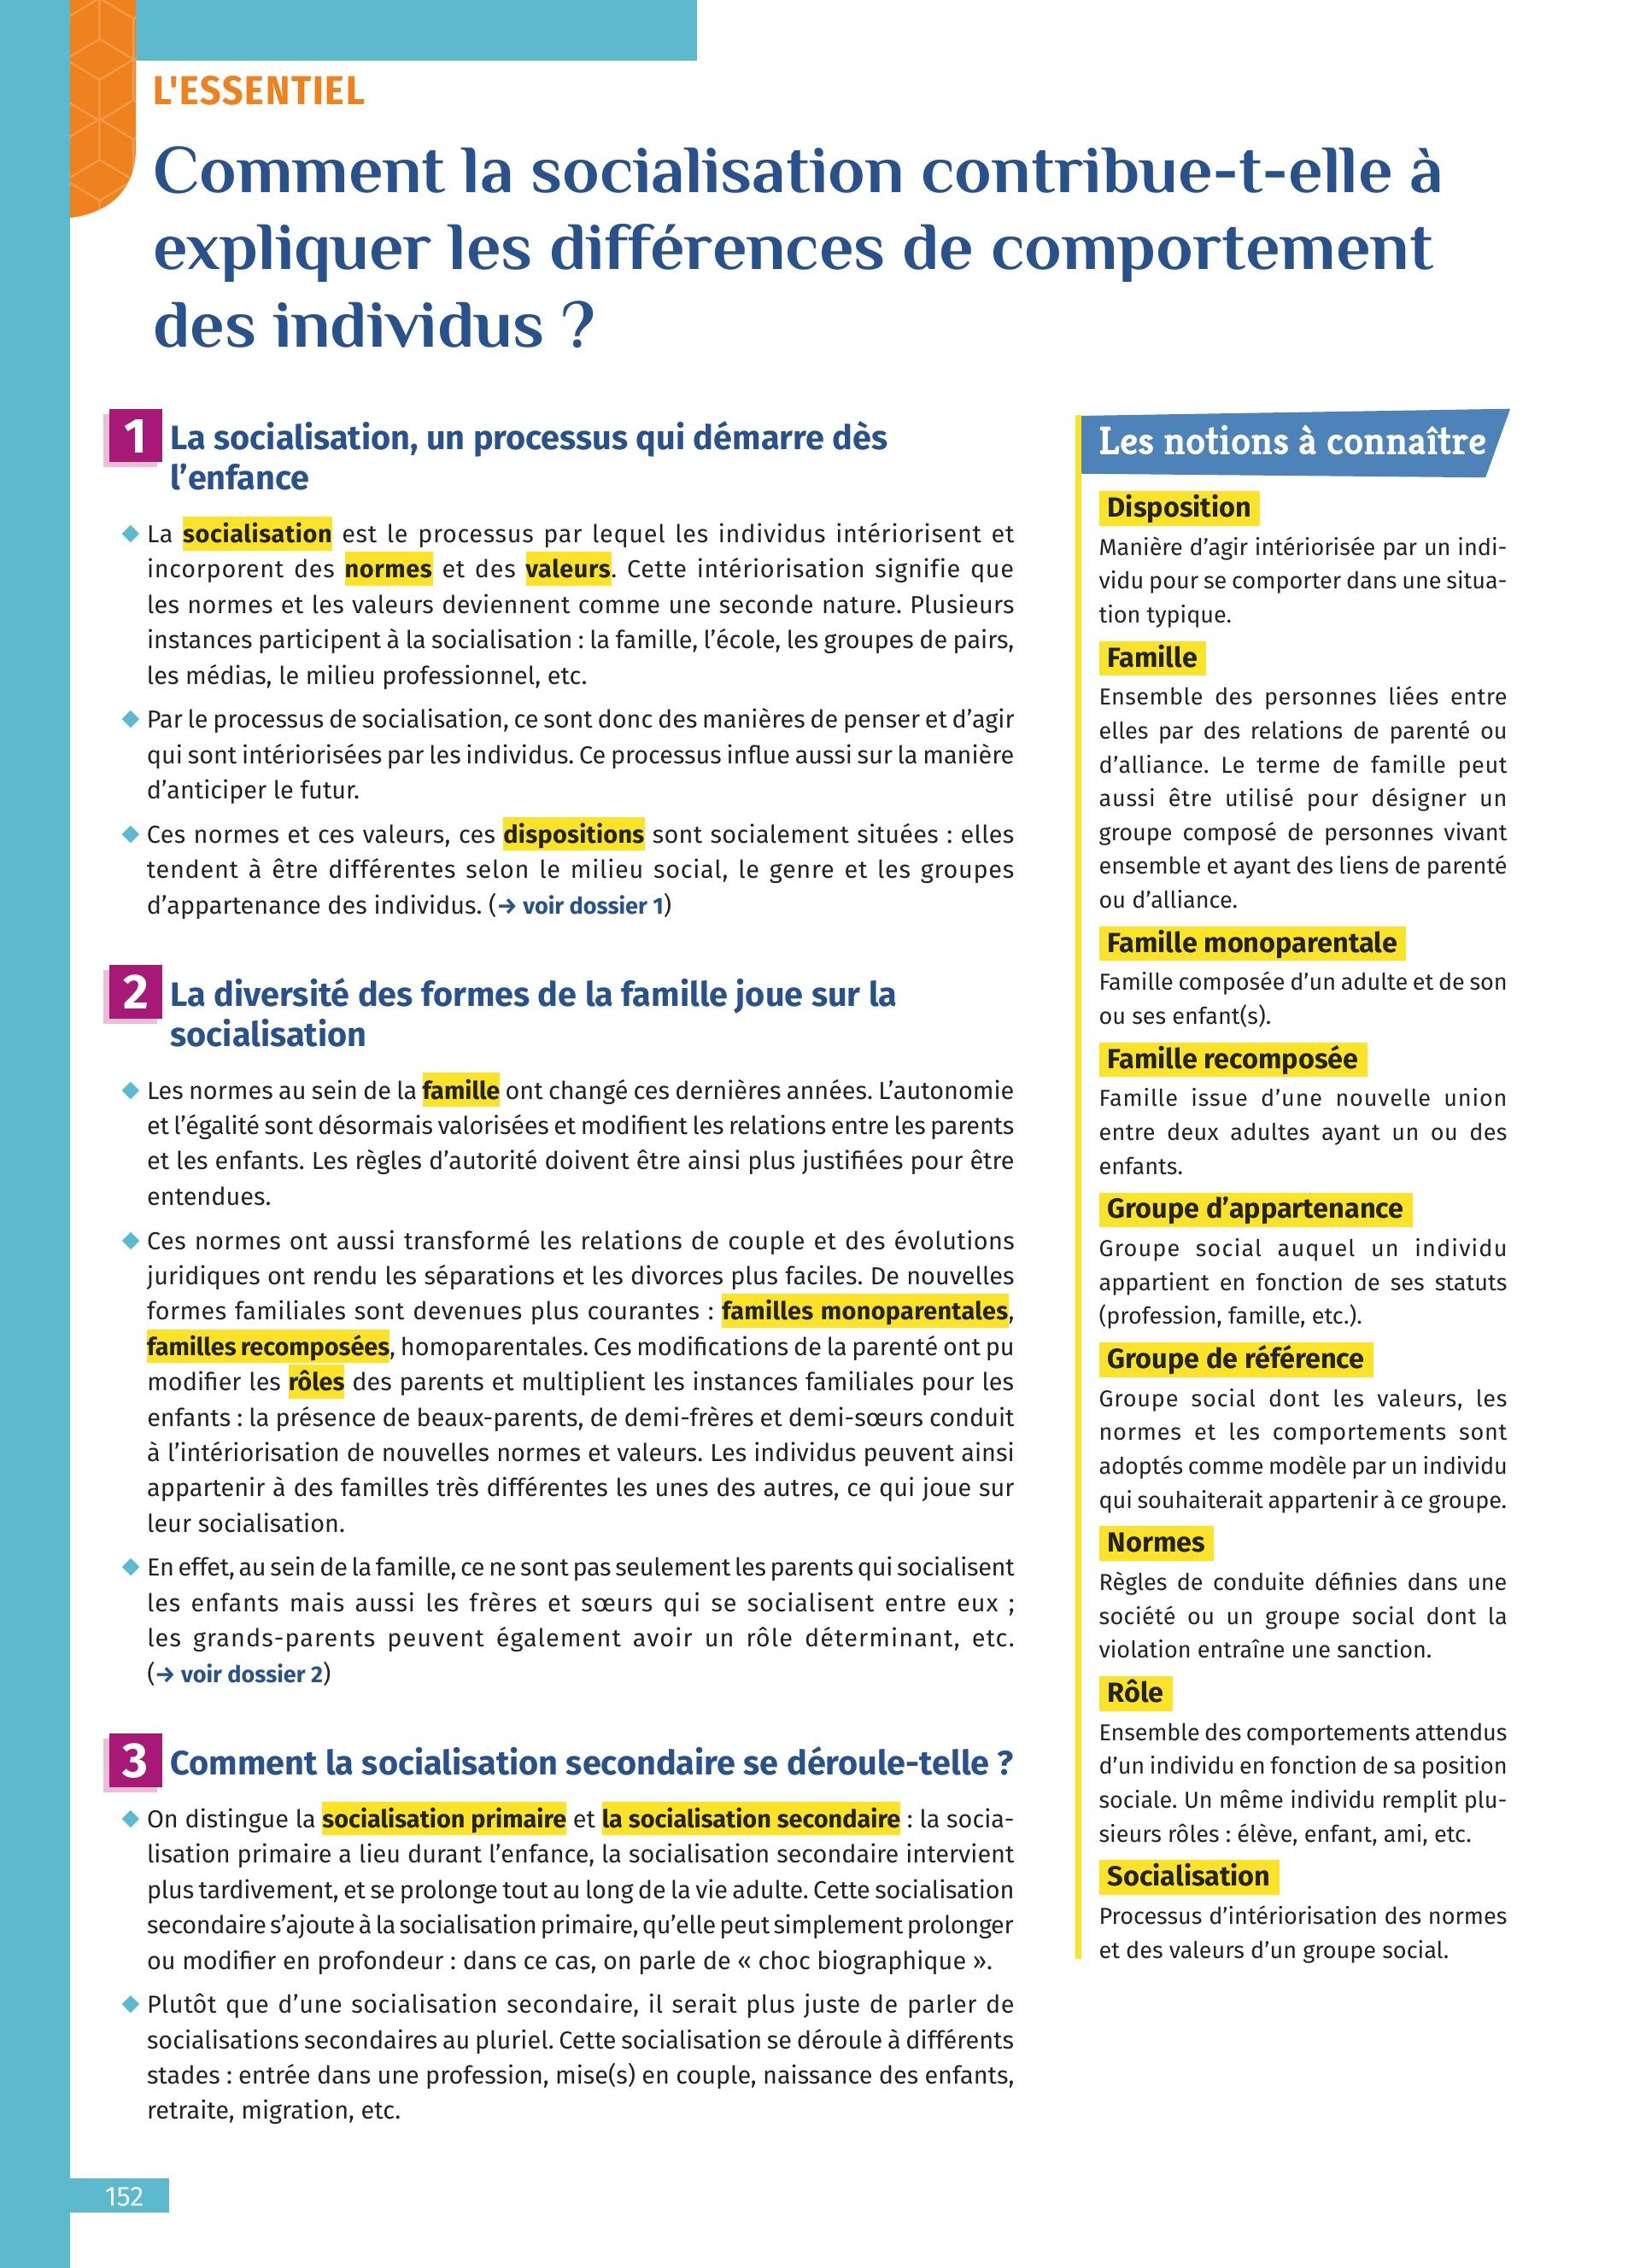 L'ESSENTIEL
Comment la socialisation contribue-t-elle à
expliquer les différences de comportement
des individus ?
1 La socialisation, un processus qui démarre dès
l’enfance
◆ La socialisation est le processus par lequel les individus intériorisent et
incorporent des normes et des valeurs. Cette intériorisation signifie que
les normes et les valeurs deviennent comme une seconde nature. Plusieurs
instances participent à la socialisation : la famille, l’école, les groupes de pairs,
les médias, le milieu professionnel, etc.
◆ Par le processus de socialisation, ce sont donc des manières de penser et d’agir
qui sont intériorisées par les individus. Ce processus influe aussi sur la manière
d’anticiper le futur.
◆ Ces normes et ces valeurs, ces dispositions sont socialement situées : elles
tendent à être différentes selon le milieu social, le genre et les groupes
d’appartenance des individus. (→ voir dossier 1)
2 La diversité des formes de la famille joue sur la
socialisation
◆ Les normes au sein de la famille ont changé ces dernières années. L’autonomie
et l’égalité sont désormais valorisées et modifient les relations entre les parents
et les enfants. Les règles d’autorité doivent être ainsi plus justifiées pour être
entendues.
◆ Ces normes ont aussi transformé les relations de couple et des évolutions
juridiques ont rendu les séparations et les divorces plus faciles. De nouvelles
formes familiales sont devenues plus courantes : familles monoparentales,
familles recomposées, homoparentales. Ces modifications de la parenté ont pu
modifier les rôles des parents et multiplient les instances familiales pour les
enfants : la présence de beaux-parents, de demi-frères et demi-sœurs conduit
à l’intériorisation de nouvelles normes et valeurs. Les individus peuvent ainsi
appartenir à des familles très différentes les unes des autres, ce qui joue sur
leur socialisation.
◆ En effet, au sein de la famille, ce ne sont pas seulement les parents qui socialisent
les enfants mais aussi les frères et sœurs qui se socialisent entre eux ;
les grands-parents peuvent également avoir un rôle déterminant, etc.
(→ voir dossier 2)
3 Comment la socialisation secondaire se déroule-telle ?
◆ On distingue la socialisation primaire et la socialisation secondaire : la socia-
lisation primaire a lieu durant l’enfance, la socialisation secondaire intervient
plus tardivement, et se prolonge tout au long de la vie adulte. Cette socialisation
secondaire s’ajoute à la socialisation primaire, qu’elle peut simplement prolonger
ou modifier en profondeur : dans ce cas, on parle de « choc biographique ».
◆ Plutôt que d’une socialisation secondaire, il serait plus juste de parler de
socialisations secondaires au pluriel. Cette socialisation se déroule à différents
stades : entrée dans une profession, mise(s) en couple, naissance des enfants,
retraite, migration, etc.
Les notions à connaître
Disposition
Manière d’agir intériorisée par un indi-
vidu pour se comporter dans une situa-
tion typique.
Famille
Ensemble des personnes liées entre
elles par des relations de parenté ou
d’alliance. Le terme de famille peut
aussi être utilisé pour désigner un
groupe composé de personnes vivant
ensemble et ayant des liens de parenté
ou d’alliance.
Famille monoparentale
Famille composée d’un adulte et de son
ou ses enfant(s).
Famille recomposée
Famille issue d’une nouvelle union
entre deux adultes ayant un ou des
enfants.
Groupe d’appartenance
Groupe social auquel un individu
appartient en fonction de ses statuts
(profession, famille, etc.).
Groupe de référence
Groupe social dont les valeurs, les
normes et les comportements sont
adoptés comme modèle par un individu
qui souhaiterait appartenir à ce groupe.
Normes
Règles de conduite définies dans une
société ou un groupe social dont la
violation entraîne une sanction.
Rôle
Ensemble des comportements attendus
d’un individu en fonction de sa position
sociale. Un même individu remplit plu-
sieurs rôles : élève, enfant, ami, etc.
Socialisation
Processus d’intériorisation des normes
et des valeurs d’un groupe social.
152